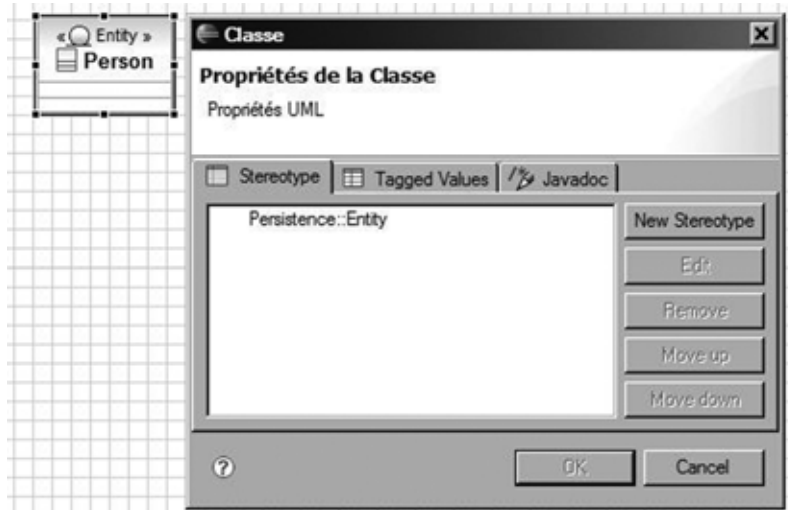 « Entity »
Person
Classe
Propriétés de la Classe
Propriétés UML
Stereotype Tagged Values Javadoc
Persistence::Entity
New Stereotype
Edit
Remove
Move up
Move down
? OK Cancel